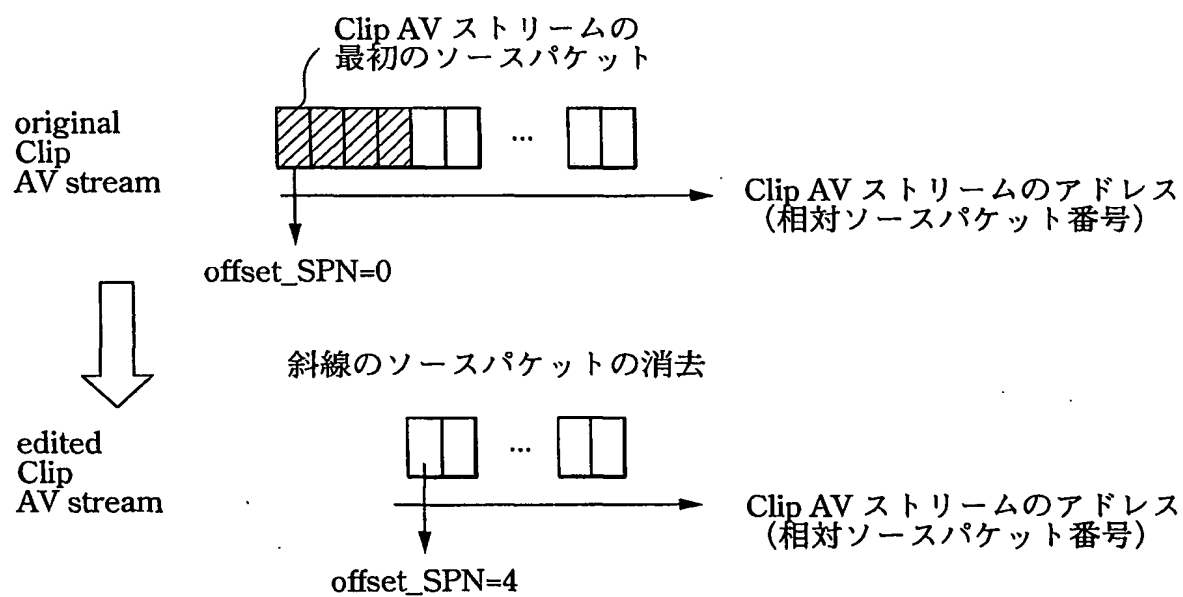 Clip AV ストリームの
最初のソースパケット
original
Clip
AV stream
...
Clip AV ストリームのアドレス
(相対ソースパケット番号)
offset_SPN=0
斜線のソースパケットの消去
edited
Clip
AV stream
...
Clip AV ストリームのアドレス
(相対ソースパケット番号)
offset_SPN=4